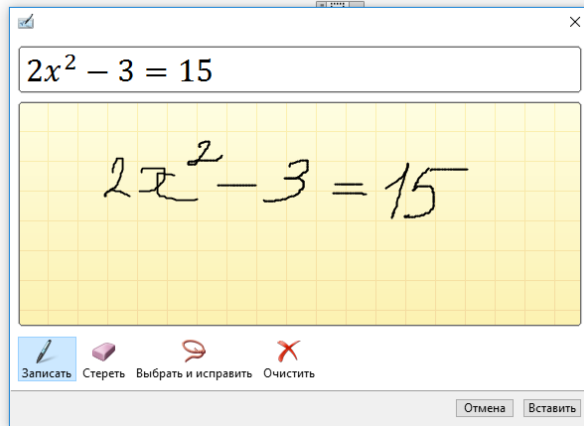 2x² − 3 = 15
2x² − 3 = 15
Записать Стереть Выбрать и исправить Очистить
Отмена Вставить